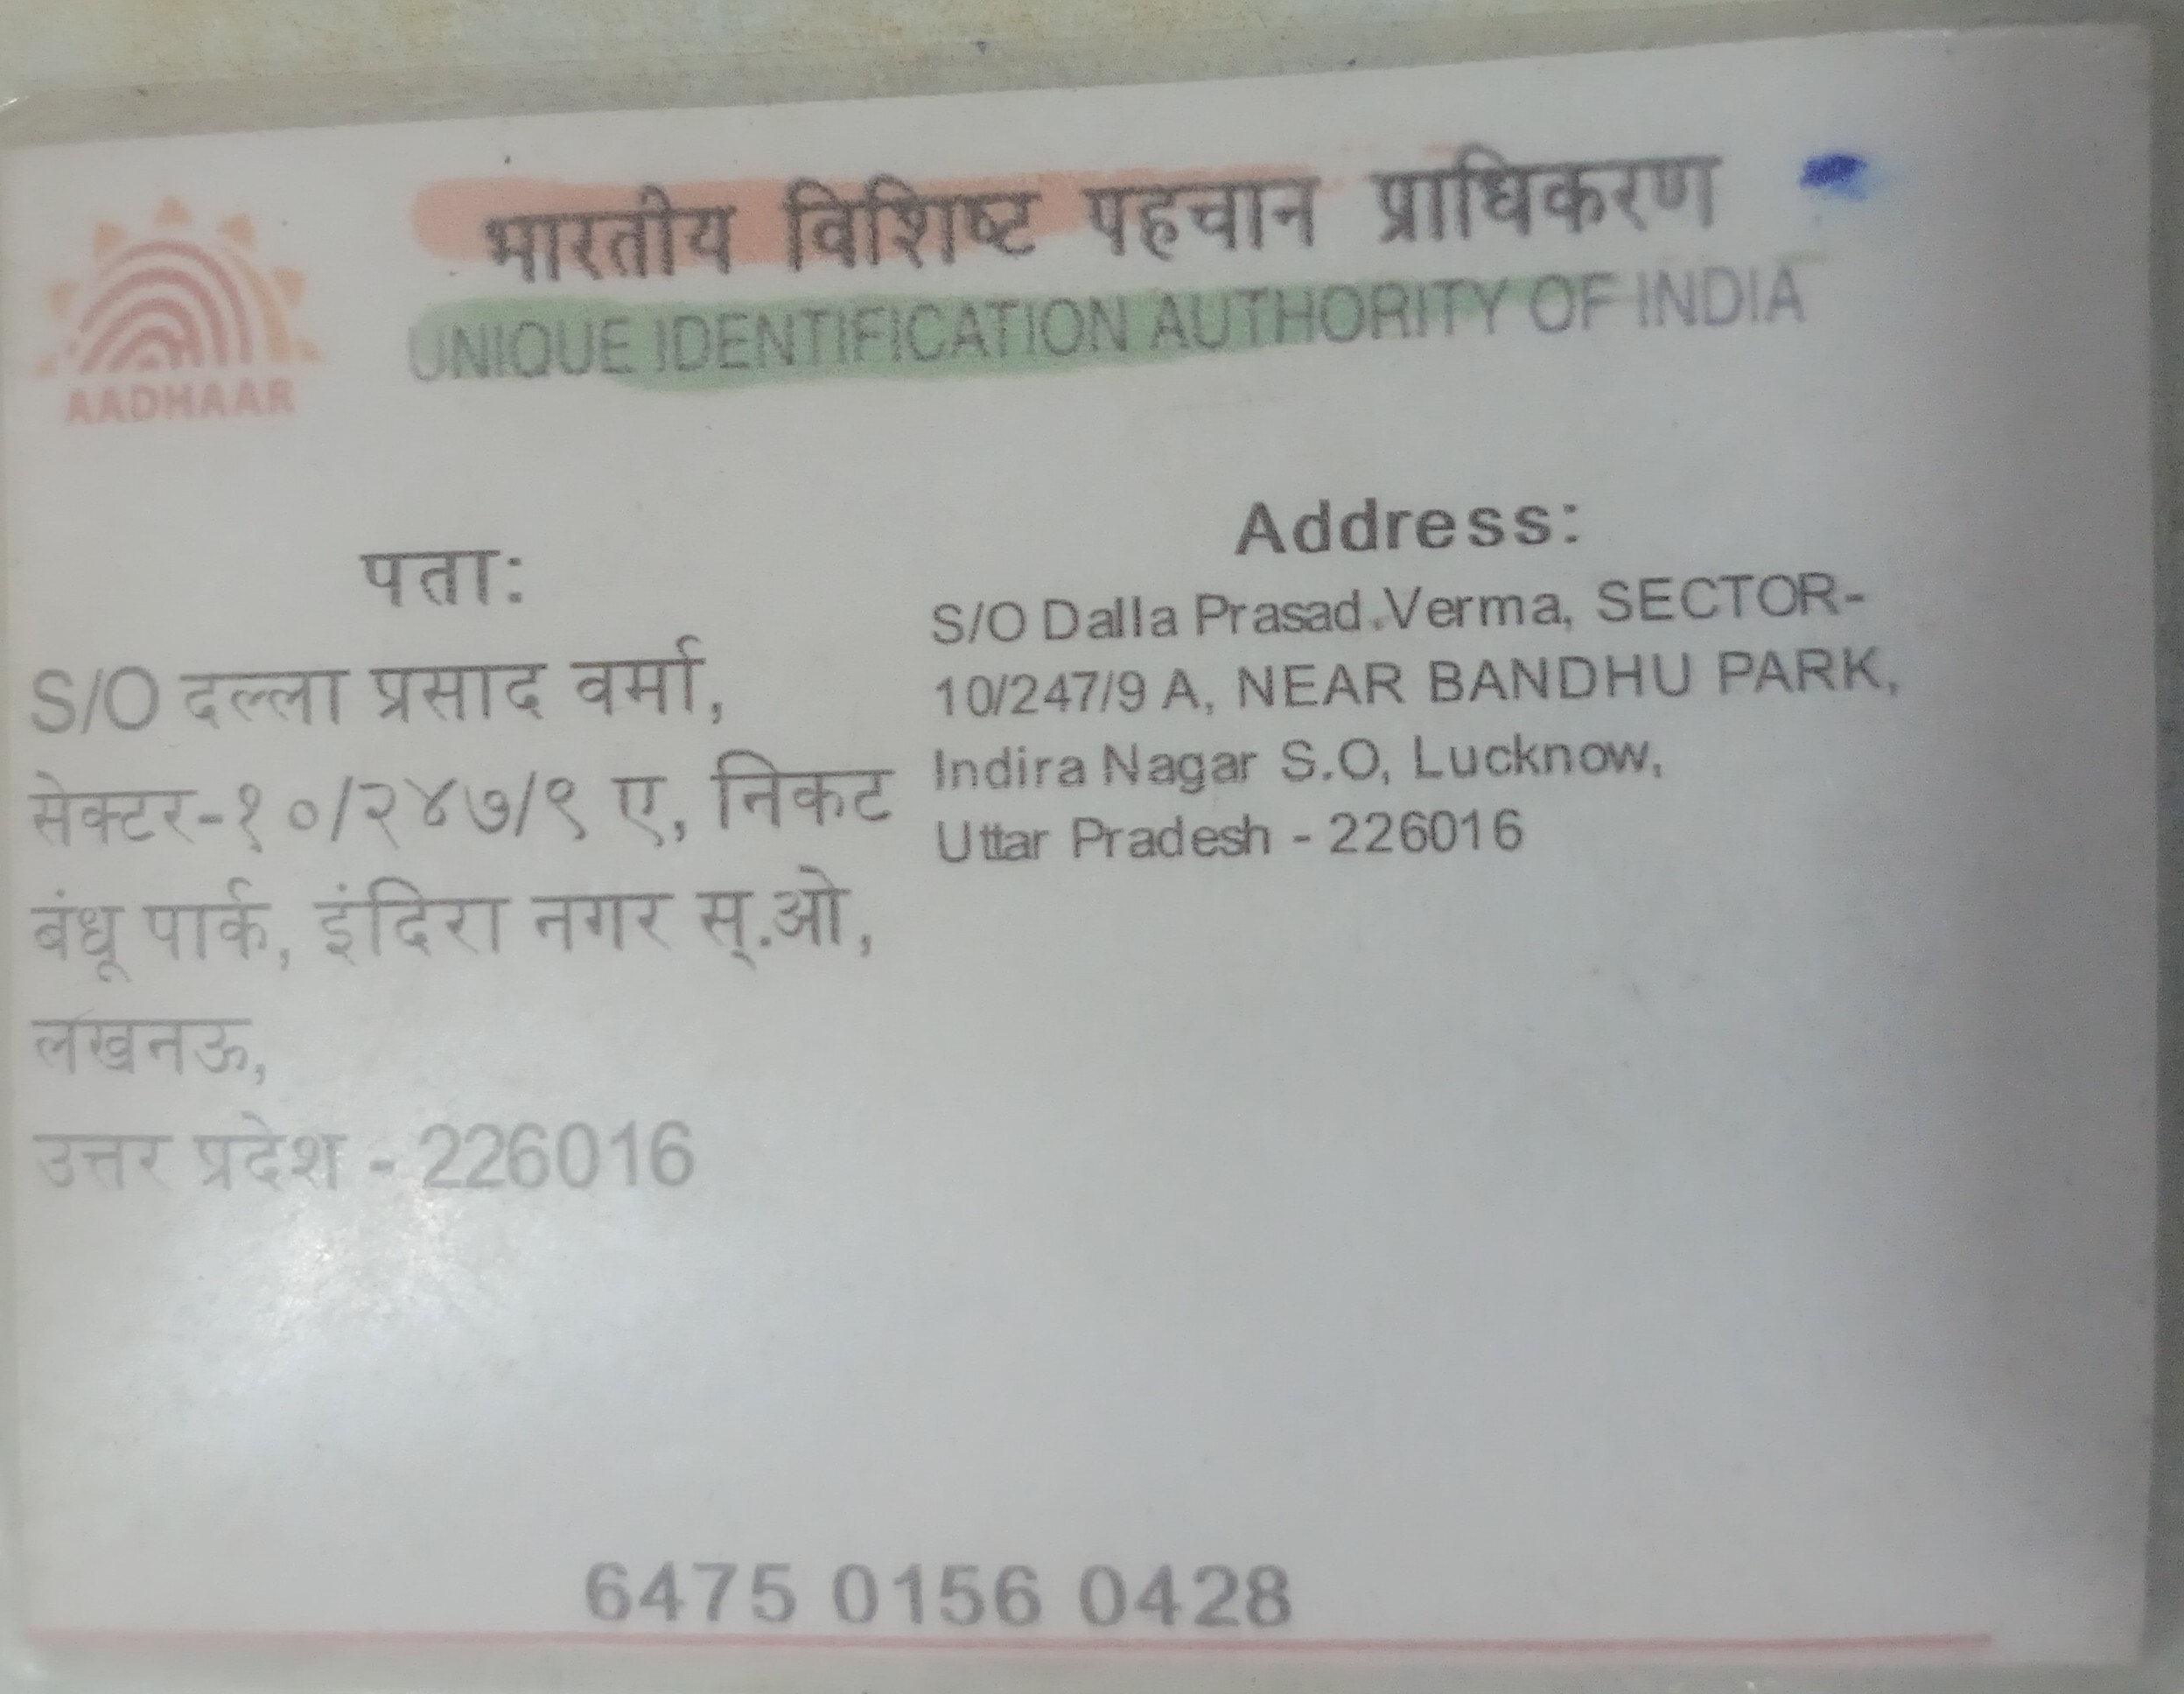 भारतीय विशिष्ट पहचान प्राधिकरण
UNIQUE IDENTIFICATION AUTHORITY OF INDIA
AADHAAR
पता:
S/O दल्ला प्रसाद वर्मा,
सेक्टर-१०/२४७/९ ए, निकट
बंधू पार्क, इंदिरा नगर स्.ओ,
लखनऊ,
उत्तर प्रदेश - 226016
Address:
S/O Dalla Prasad Verma, SECTOR-
10/247/9 A, NEAR BANDHU PARK,
Indira Nagar S.O, Lucknow,
Uttar Pradesh - 226016
6475 0156 0428